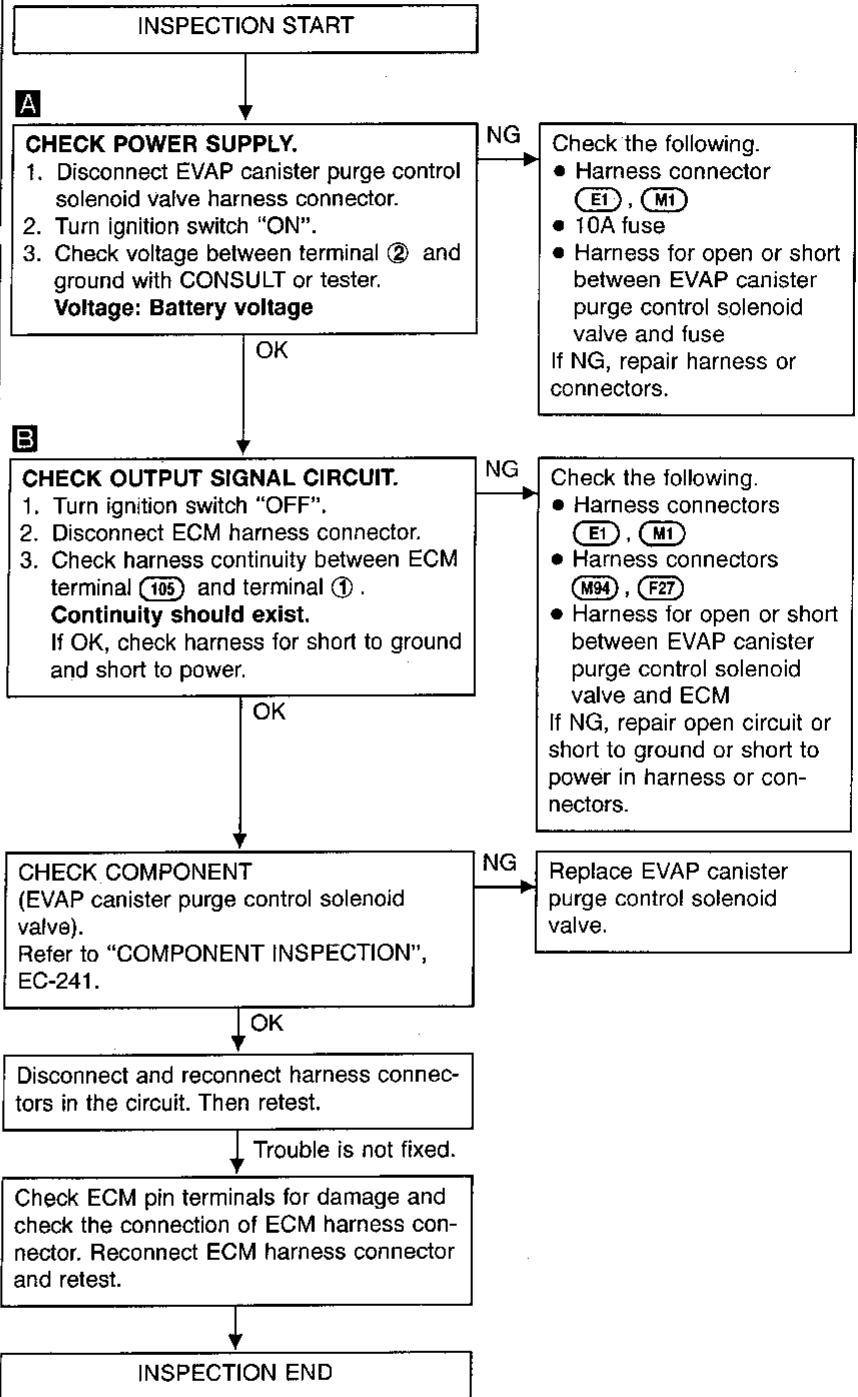 INSPECTION START
A
CHECK POWER SUPPLY.
1. Disconnect EVAP canister purge control
solenoid valve harness connector.
2. Turn ignition switch “ON”.
3. Check voltage between terminal ② and
ground with CONSULT or tester.
Voltage: Battery voltage
NG
Check the following.
● Harness connector
E1 , M1
● 10A fuse
● Harness for open or short
between EVAP canister
purge control solenoid
valve and fuse
If NG, repair harness or
connectors.
OK
B
CHECK OUTPUT SIGNAL CIRCUIT.
1. Turn ignition switch “OFF”.
2. Disconnect ECM harness connector.
3. Check harness continuity between ECM
terminal 105 and terminal ① .
Continuity should exist.
If OK, check harness for short to ground
and short to power.
NG
Check the following.
● Harness connectors
E1 , M1
● Harness connectors
M94 , F27
● Harness for open or short
between EVAP canister
purge control solenoid
valve and ECM
If NG, repair open circuit or
short to ground or short to
power in harness or con-
nectors.
OK
CHECK COMPONENT
(EVAP canister purge control solenoid
valve).
Refer to “COMPONENT INSPECTION”,
EC-241.
NG
Replace EVAP canister
purge control solenoid
valve.
OK
Disconnect and reconnect harness connec-
tors in the circuit. Then retest.
Trouble is not fixed.
Check ECM pin terminals for damage and
check the connection of ECM harness con-
nector. Reconnect ECM harness connector
and retest.
INSPECTION END